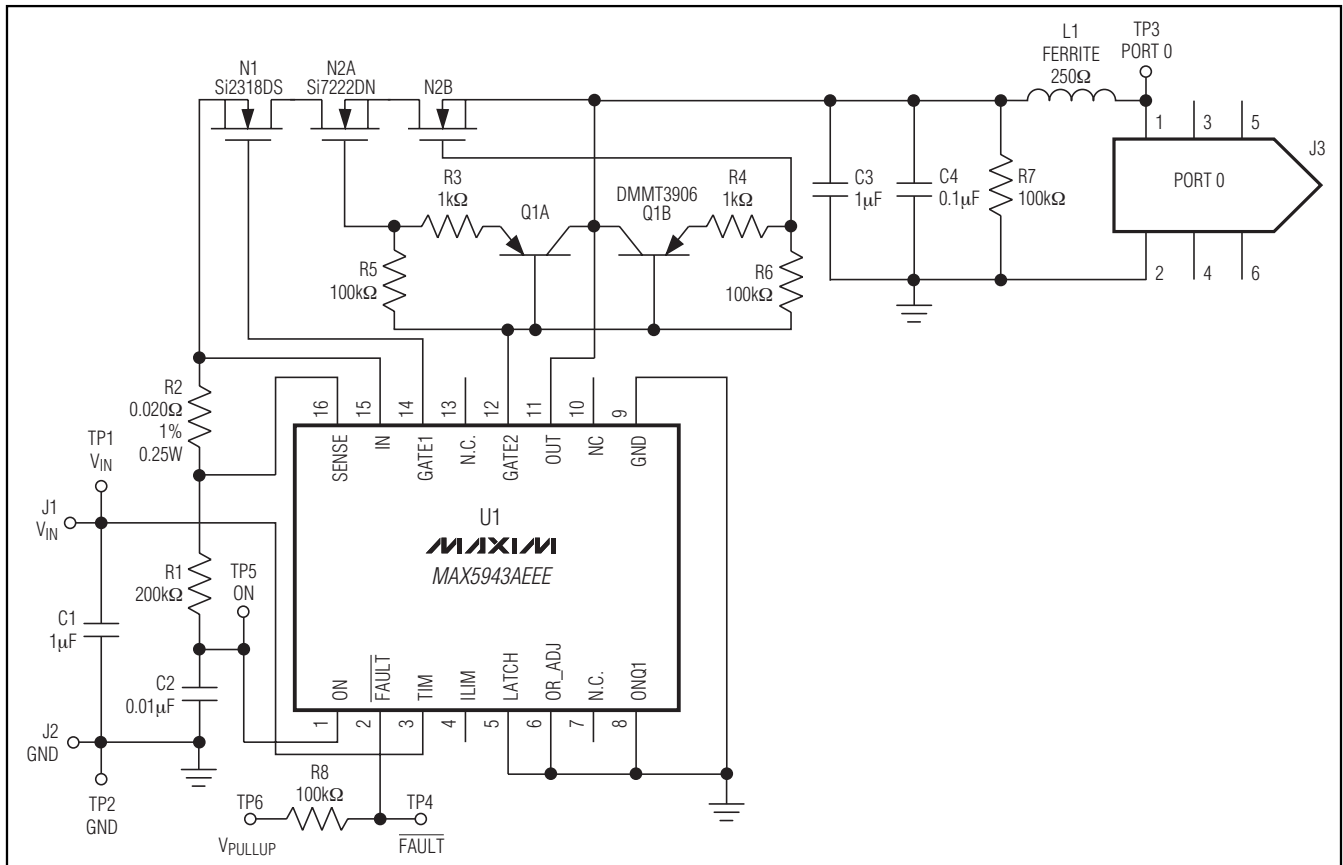 L1
FERRITE
250Ω
TP3
PORT 0
N1
Si2318DS
N2A
Si7222DN
N2B
1
3
5
J3
PORT 0
2
4
6
R3
1kΩ
Q1A
DMMT3906
Q1B
R4
1kΩ
C3
1µF
C4
0.1µF
R7
100kΩ
R5
100kΩ
R6
100kΩ
R2
0.020Ω
1%
0.25W
16
15
14
13
12
11
10
9
SENSE
IN
GATE1
N.C.
GATE2
OUT
NC
GND
TP1
VIN
J1
VIN
U1
MAXIM
MAX5943AEEE
R1
200kΩ
TP5
ON
C1
1µF
C2
0.01µF
ON
FAULT
TIM
ILIM
LATCH
OR_ADJ
N.C.
ONQ1
1
2
3
4
5
6
7
8
J2
GND
TP2
GND
R8
100kΩ
TP6
VPULLUP
TP4
FAULT